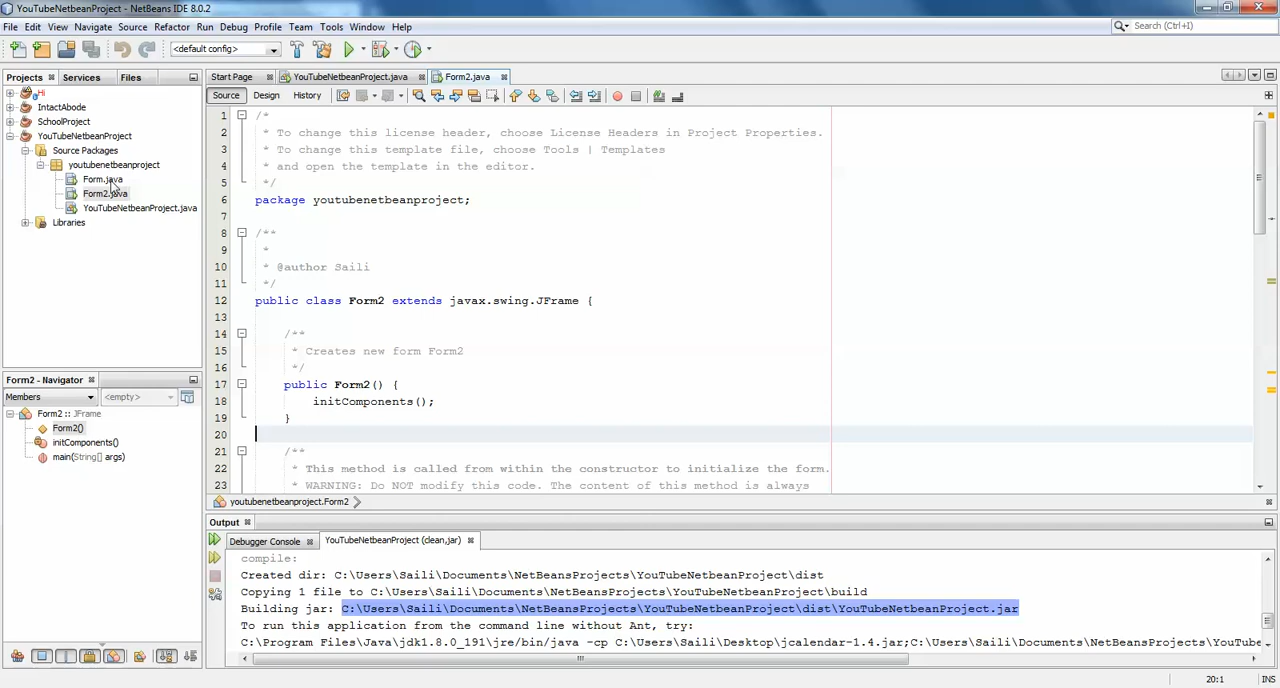 YouTubeNetbeanProject - NetBeans IDE 8.0.2
File Edit View Navigate Source Refactor Run Debug Profile Team Tools Window Help
Search (Ctrl+I)
<default config>
Projects Services Files
Start Page YouTubeNetbeanProject.java Form2.java
Source Design History
Hi
IntactAbode
SchoolProject
YouTubeNetbeanProject
Source Packages
youtubenetbeanproject
Form.java
Form2.java
YouTubeNetbeanProject.java
Libraries
1 /*
2 * To change this license header, choose License Headers in Project Properties.
3 * To change this template file, choose Tools | Templates
4 * and open the template in the editor.
5 */
6 package youtubenetbeanproject;
7
8 /**
9 *
10 * @author Saili
11 */
12 public class Form2 extends javax.swing.JFrame {
13
14 /**
15 * Creates new form Form2
16 */
17 public Form2() {
18 initComponents();
19 }
20
21 /**
22 * This method is called from within the constructor to initialize the form.
23 * WARNING: Do NOT modify this code. The content of this method is always
youtubenetbeanproject.Form2
Form2 - Navigator
Members <empty>
Form2 :: JFrame
Form2()
initComponents()
main(String[] args)
Output
Debugger Console YouTubeNetbeanProject (clean,jar)
compile:
Created dir: C:\Users\Saili\Documents\NetBeansProjects\YouTubeNetbeanProject\dist
Copying 1 file to C:\Users\Saili\Documents\NetBeansProjects\YouTubeNetbeanProject\build
Building jar: C:\Users\Saili\Documents\NetBeansProjects\YouTubeNetbeanProject\dist\YouTubeNetbeanProject.jar
To run this application from the command line without Ant, try:
C:\Program Files\Java\jdk1.8.0_191\jre/bin/java -cp C:\Users\Saili\Desktop\jcalendar-1.4.jar;C:\Users\Saili\Documents\NetBeansProjects\YouTube
20:1 INS